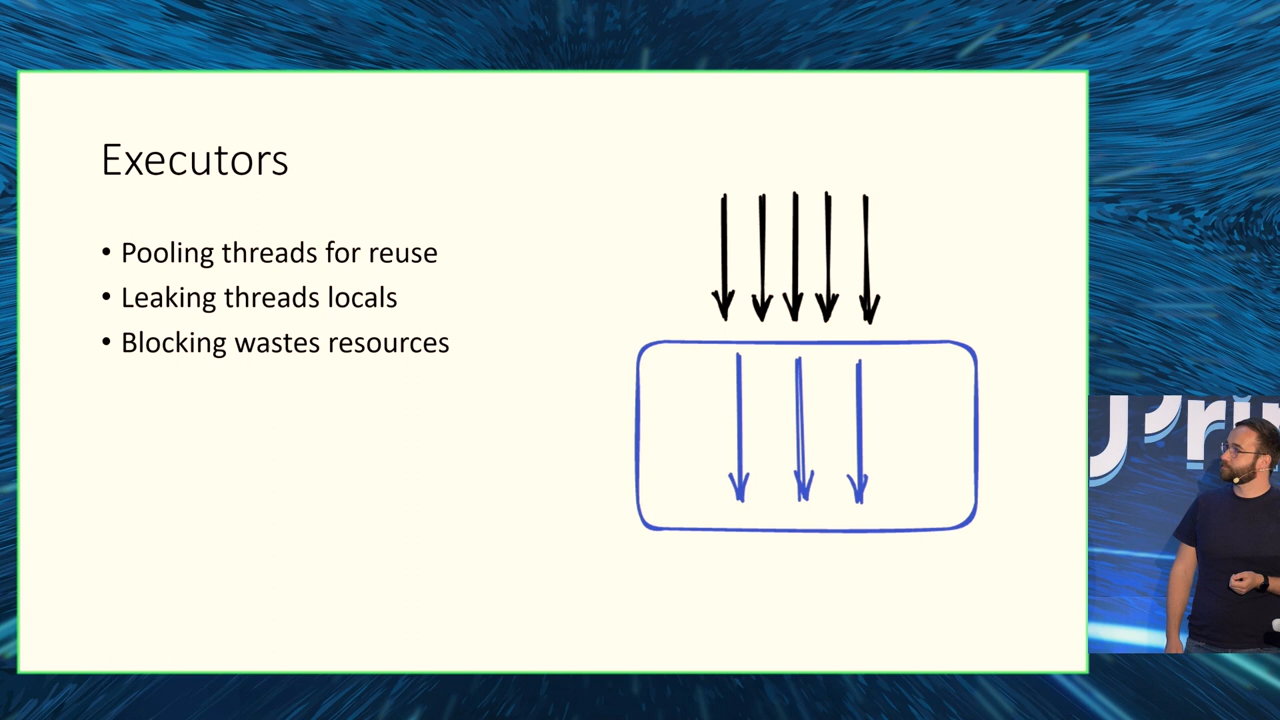 Executors
• Pooling threads for reuse
• Leaking threads locals
• Blocking wastes resources